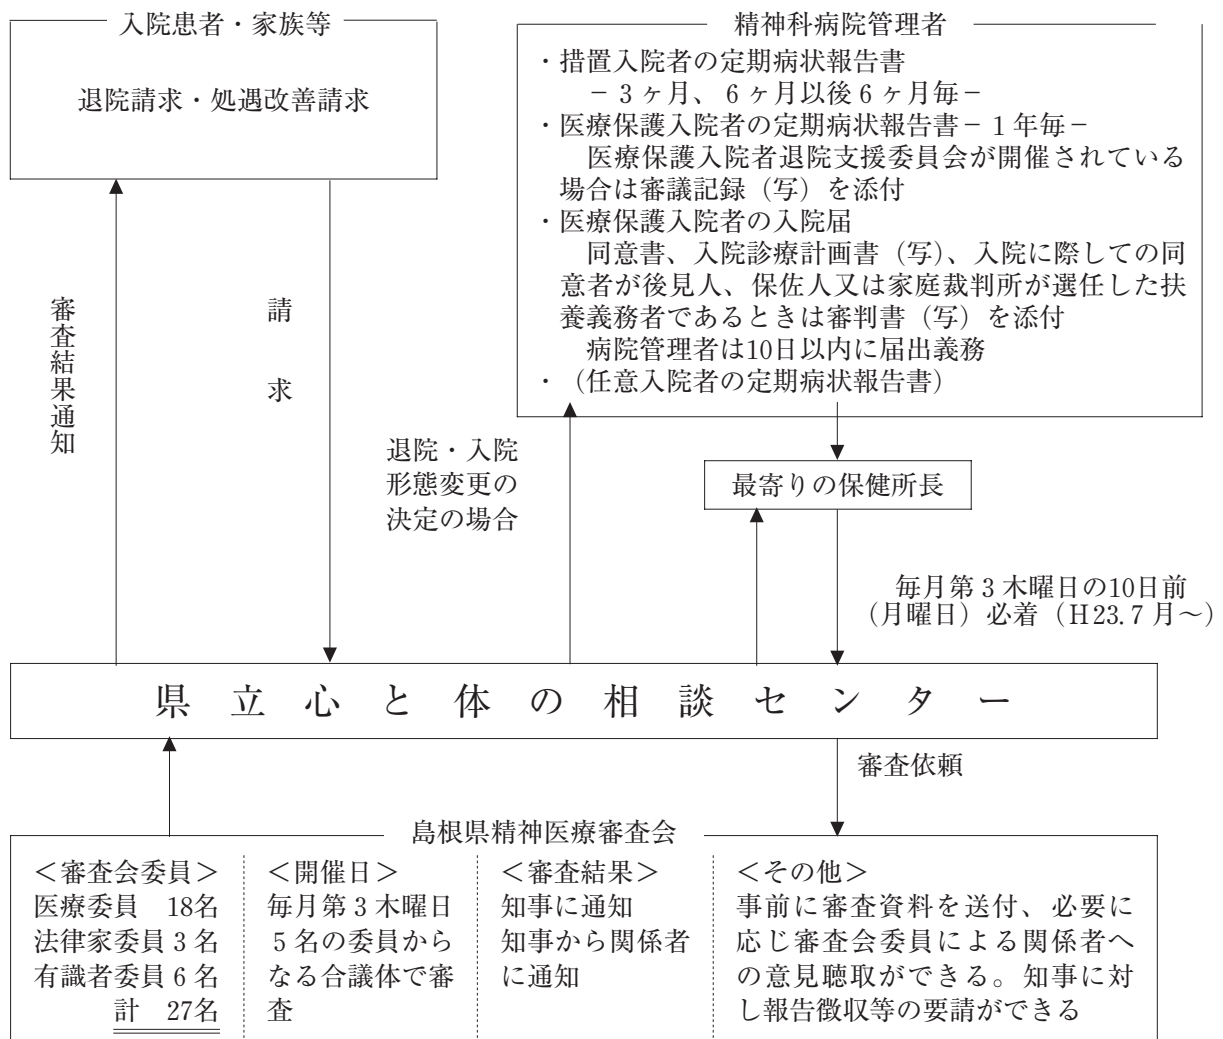 入院患者・家族等
退院請求・処遇改善請求
精神科病院管理者
・措置入院者の定期病状報告書
－3ヶ月、6ヶ月以後6ヶ月毎－
・医療保護入院者の定期病状報告書－1年毎－
医療保護入院者退院支援委員会が開催されている
場合は審議記録（写）を添付
・医療保護入院者の入院届
同意書、入院診療計画書（写）、入院に際しての同
意者が後見人、保佐人又は家庭裁判所が選任した扶
養義務者であるときは審判書（写）を添付
病院管理者は10日以内に届出義務
・（任意入院者の定期病状報告書）
審査結果通知
請求
退院・入院
形態変更の
決定の場合
最寄りの保健所長
毎月第3木曜日の10日前
（月曜日）必着（H23.7月～）
県立心と体の相談センター
審査依頼
島根県精神医療審査会
＜審査会委員＞
医療委員　18名
法律家委員3名
有識者委員6名
計　27名
＜開催日＞
毎月第3木曜日
5名の委員から
なる合議体で審
査
＜審査結果＞
知事に通知
知事から関係者
に通知
＜その他＞
事前に審査資料を送付、必要に
応じ審査会委員による関係者へ
の意見聴取ができる。知事に対
し報告徴収等の要請ができる